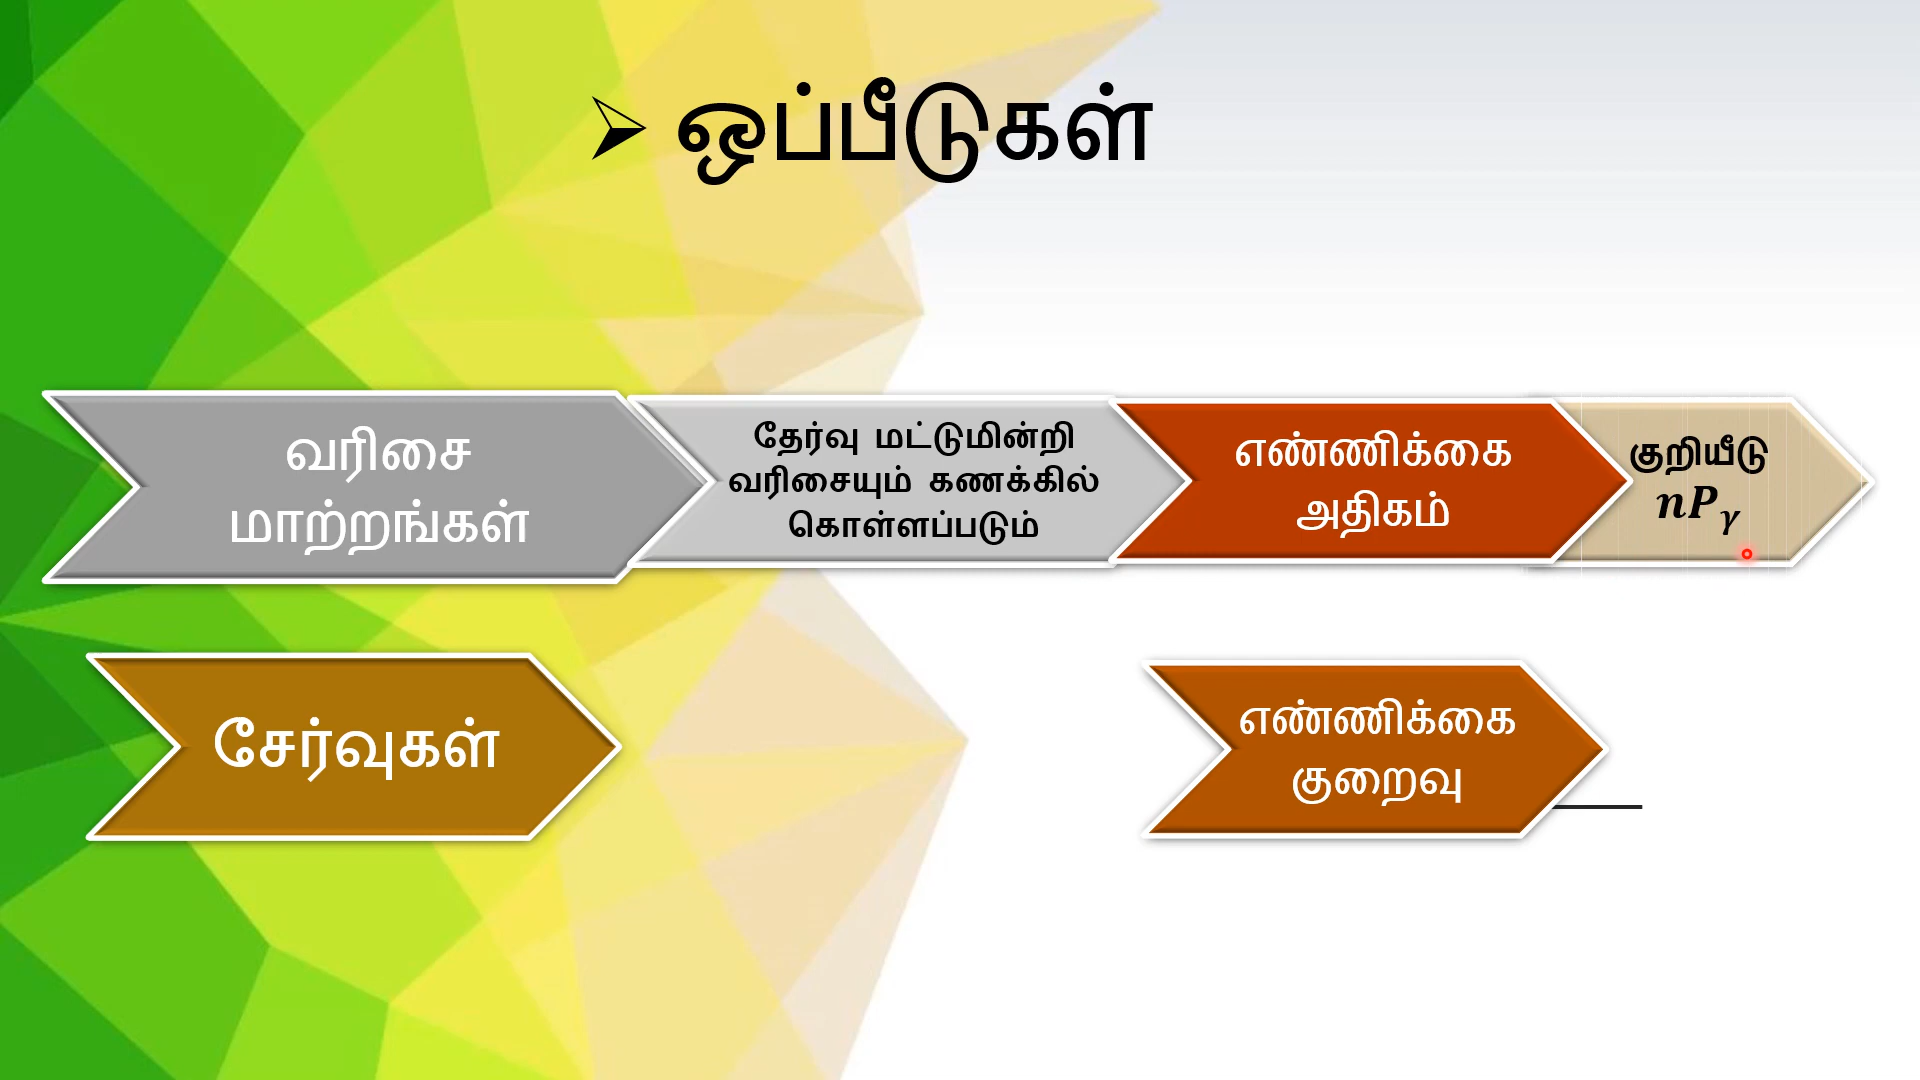 ➢ ஒப்பீடுகள்
வரிசை
மாற்றங்கள்
தேர்வு மட்டுமின்றி
வரிசையும் கணக்கில்
கொள்ளப்படும்
எண்ணிக்கை
அதிகம்
குறியீடு
nPᵧ
சேர்வுகள்
எண்ணிக்கை
குறைவு